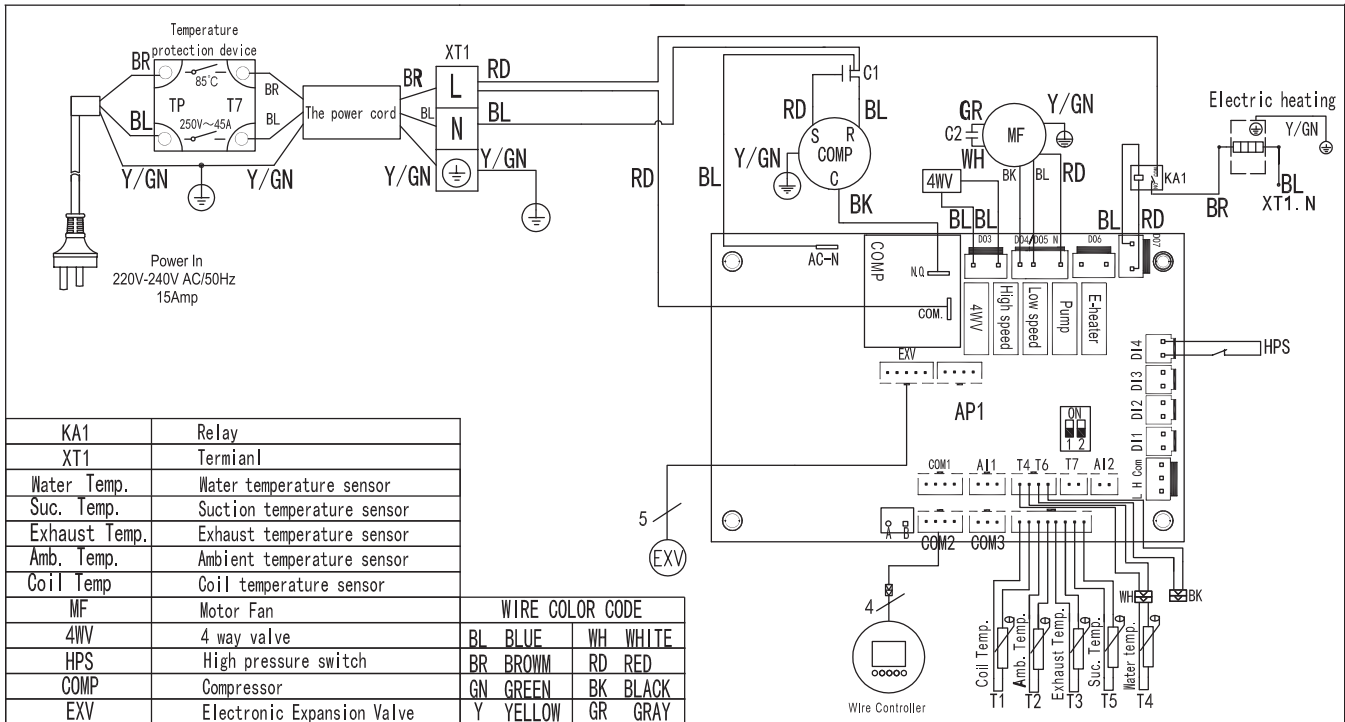 Temperature
protection device
BR
BR
85℃
TP T7
250V～45A
BL
BL
Y/GN
Y/GN
The power cord
BR
BL
Y/GN
XT1
L
N
RD
BL
Y/GN
Power In
220V-240V AC/50Hz
15Amp
RD
BL
C1
RD
BL
S R
COMP
C
Y/GN
BK
GR
C2
WH
MF
Y/GN
BK
BL
RD
4WV
BL
BL
BL
RD
KA1
BR
Electric heating
Y/GN
BL
XT1.N
AC-N
COMP
N.O.
COM.
DO3
DO4/DO5 N
DO6
DO7
4WV
High speed
Low speed
Pump
E-heater
EXV
AP1
ON
1 2
DI4
DI3
DI2
DI1
L H Com
HPS
COM1
AI1
T4 T6
T7
AI2
A B
COM2
COM3
5
EXV
4
Wire Controller
WH
BK
Coil Temp.
Amb. Temp.
Exhaust Temp.
Suc. Temp.
Water temp.
T1
T2
T3
T5
T4
KA1 Relay
XT1 Termianl
Water Temp. Water temperature sensor
Suc. Temp. Suction temperature sensor
Exhaust Temp. Exhaust temperature sensor
Amb. Temp. Ambient temperature sensor
Coil Temp Coil temperature sensor
MF Motor Fan
4WV 4 way valve
HPS High pressure switch
COMP Compressor
EXV Electronic Expansion Valve
WIRE COLOR CODE
BL BLUE WH WHITE
BR BROWM RD RED
GN GREEN BK BLACK
Y YELLOW GR GRAY